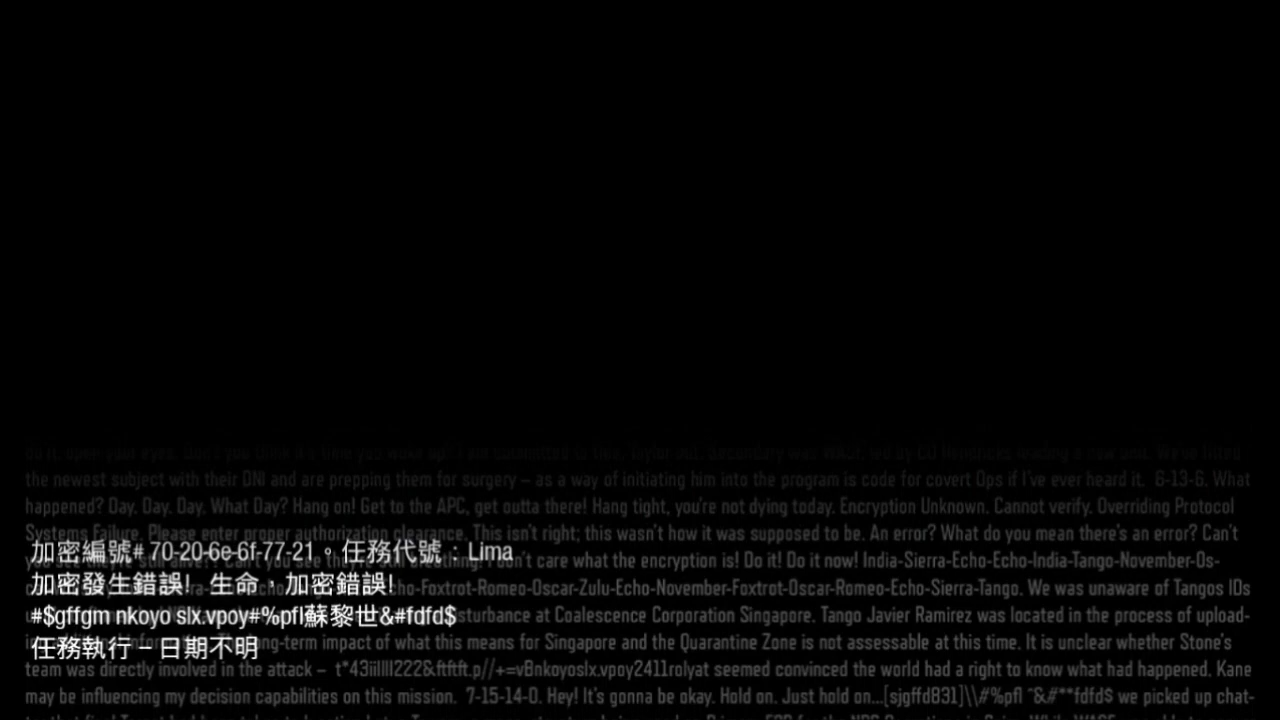 the newest subject with their DNI and are prepping them for surgery – as a way of initiating him into the program is code for covert Ops if I've ever heard it. 6-13-6. What
happened? Day. Day. Day. What Day? Hang on! Get to the APC, get outta there! Hang tight, you're not dying today. Encryption Unknown. Cannot verify. Overriding Protocol
Systems Failure. Please enter proper authorization clearance. This isn't right; this wasn't how it was supposed to be. An error? What do you mean there's an error? Can't
加密編號# 70-20-6e-6f-77-21。任務代號：Lima
don't care what the encryption is! Do it! Do it now! India-Sierra-Echo-Echo-India-Tango-November-Os-
加密發生錯誤! 生命，加密錯誤!
Foxtrot-Romeo-Oscar-Zulu-Echo-November-Foxtrot-Oscar-Romeo-Echo-Sierra-Tango. We was unaware of Tangos IDs
#$gffgm nkoyo slx.vpoy#%pfl蘇黎世&#fdfd$
at Coalescence Corporation Singapore. Tango Javier Ramirez was located in the process of upload-
任務執行 – 日期不明
impact of what this means for Singapore and the Quarantine Zone is not assessable at this time. It is unclear whether Stone's
team was directly involved in the attack – t*43iillll222&ftftft.p//+=vBnkoyoslx.vpoy2411rolyat seemed convinced the world had a right to know what had happened. Kane
may be influencing my decision capabilities on this mission. 7-15-14-0. Hey! It's gonna be okay. Hold on. Just hold on...[sjgffd831]\\#%pfl ~&#**fdfd$ we picked up chat-